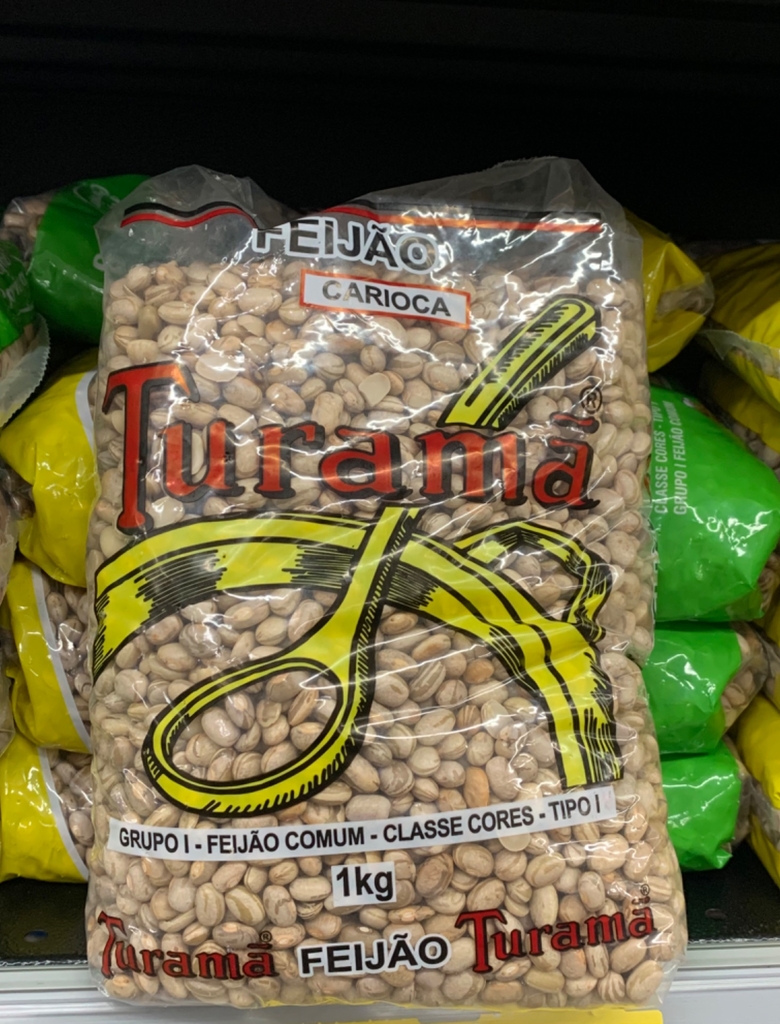 FEIJÃO
CARIOCA
Turamã®
CLASSE CORES - TIPO I
GRUPO I FEIJÃO COMUM
GRUPO I - FEIJÃO COMUM - CLASSE CORES - TIPO I
1kg
Turamã® FEIJÃO Turamã®